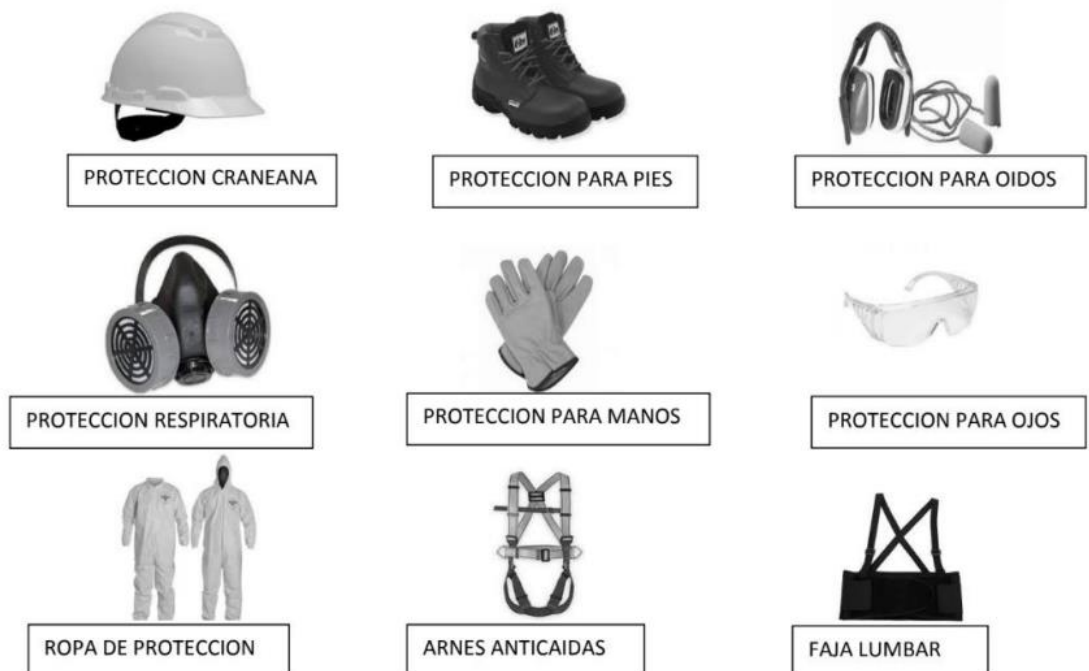 PROTECCION CRANEANA
PROTECCION PARA PIES
PROTECCION PARA OIDOS
PROTECCION RESPIRATORIA
PROTECCION PARA MANOS
PROTECCION PARA OJOS
ROPA DE PROTECCION
ARNES ANTICAIDAS
FAJA LUMBAR